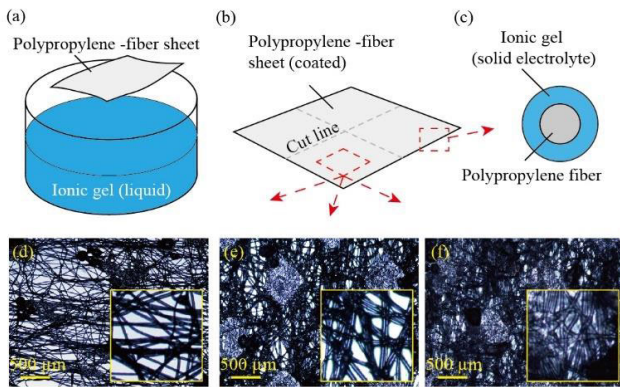 (a)
Polypropylene -fiber sheet
Ionic gel (liquid)
(b)
Polypropylene -fiber
sheet (coated)
Cut line
(c)
Ionic gel
(solid electrolyte)
Polypropylene fiber
(d)
500 μm
(e)
500 μm
(f)
500 μm